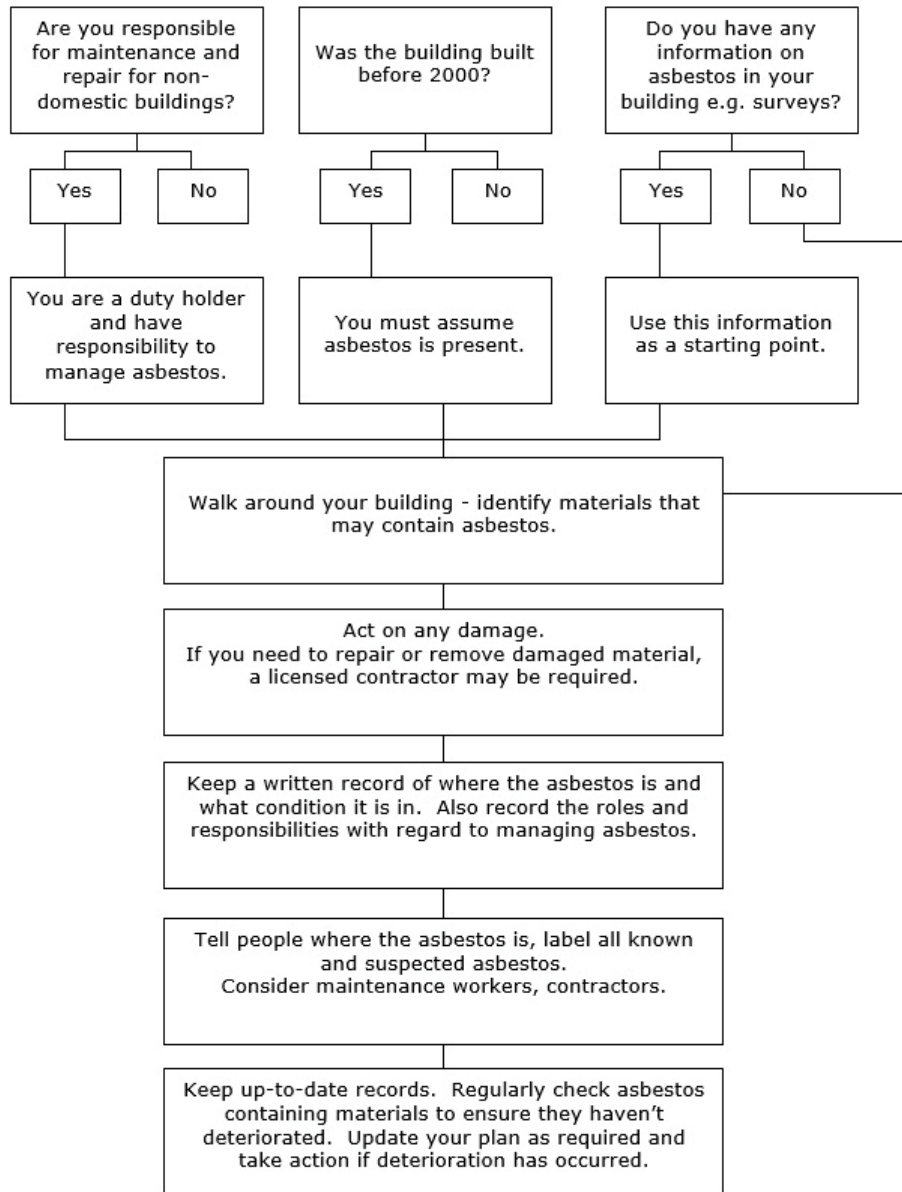 Are you responsible
for maintenance and
repair for non-
domestic buildings?
Was the building built
before 2000?
Do you have any
information on
asbestos in your
building e.g. surveys?
Yes
No
Yes
No
Yes
No
You are a duty holder
and have
responsibility to
manage asbestos.
You must assume
asbestos is present.
Use this information
as a starting point.
Walk around your building - identify materials that
may contain asbestos.
Act on any damage.
If you need to repair or remove damaged material,
a licensed contractor may be required.
Keep a written record of where the asbestos is and
what condition it is in.  Also record the roles and
responsibilities with regard to managing asbestos.
Tell people where the asbestos is, label all known
and suspected asbestos.
Consider maintenance workers, contractors.
Keep up-to-date records.  Regularly check asbestos
containing materials to ensure they haven't
deteriorated.  Update your plan as required and
take action if deterioration has occurred.